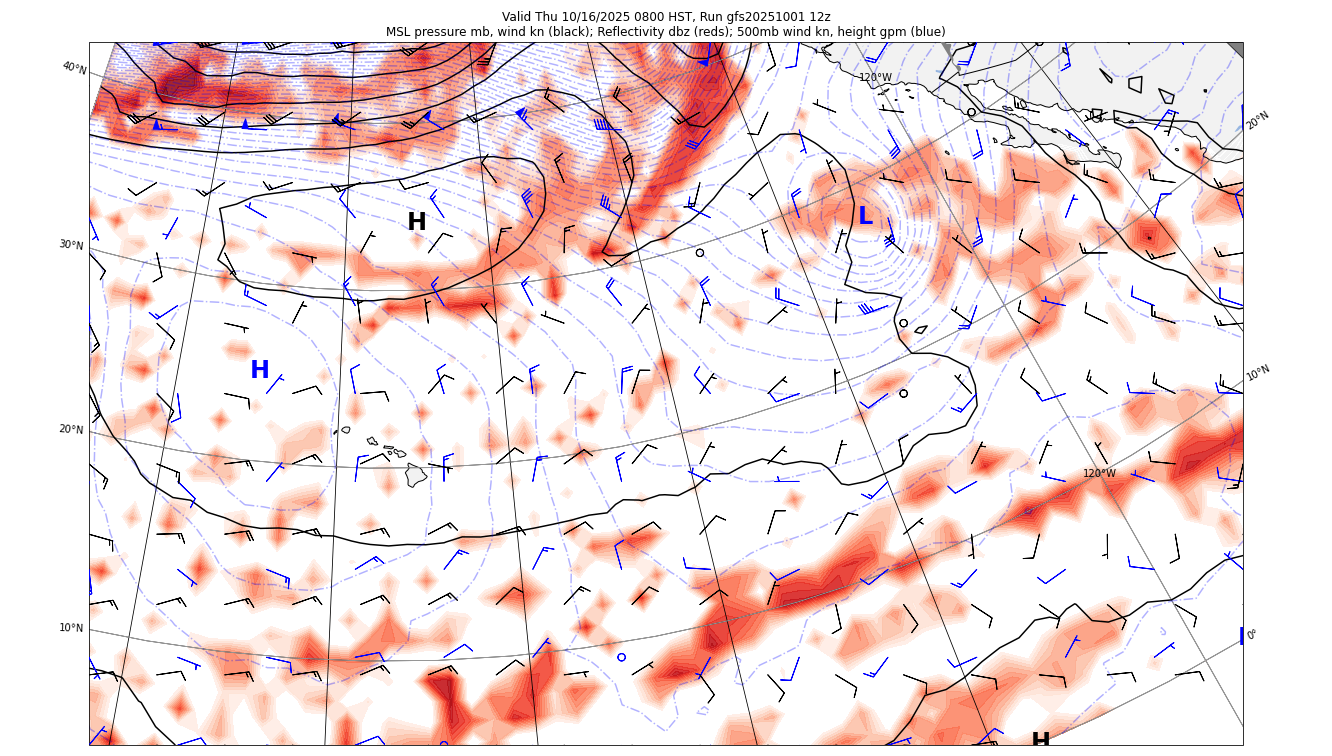 Valid Thu 10/16/2025 0800 HST, Run gfs20251001 12z
MSL pressure mb, wind kn (black); Reflectivity dbz (reds); 500mb wind kn, height gpm (blue)
40°N
120°W
20°N
H
L
30°N
H
10°N
20°N
120°W
10°N
0°
H